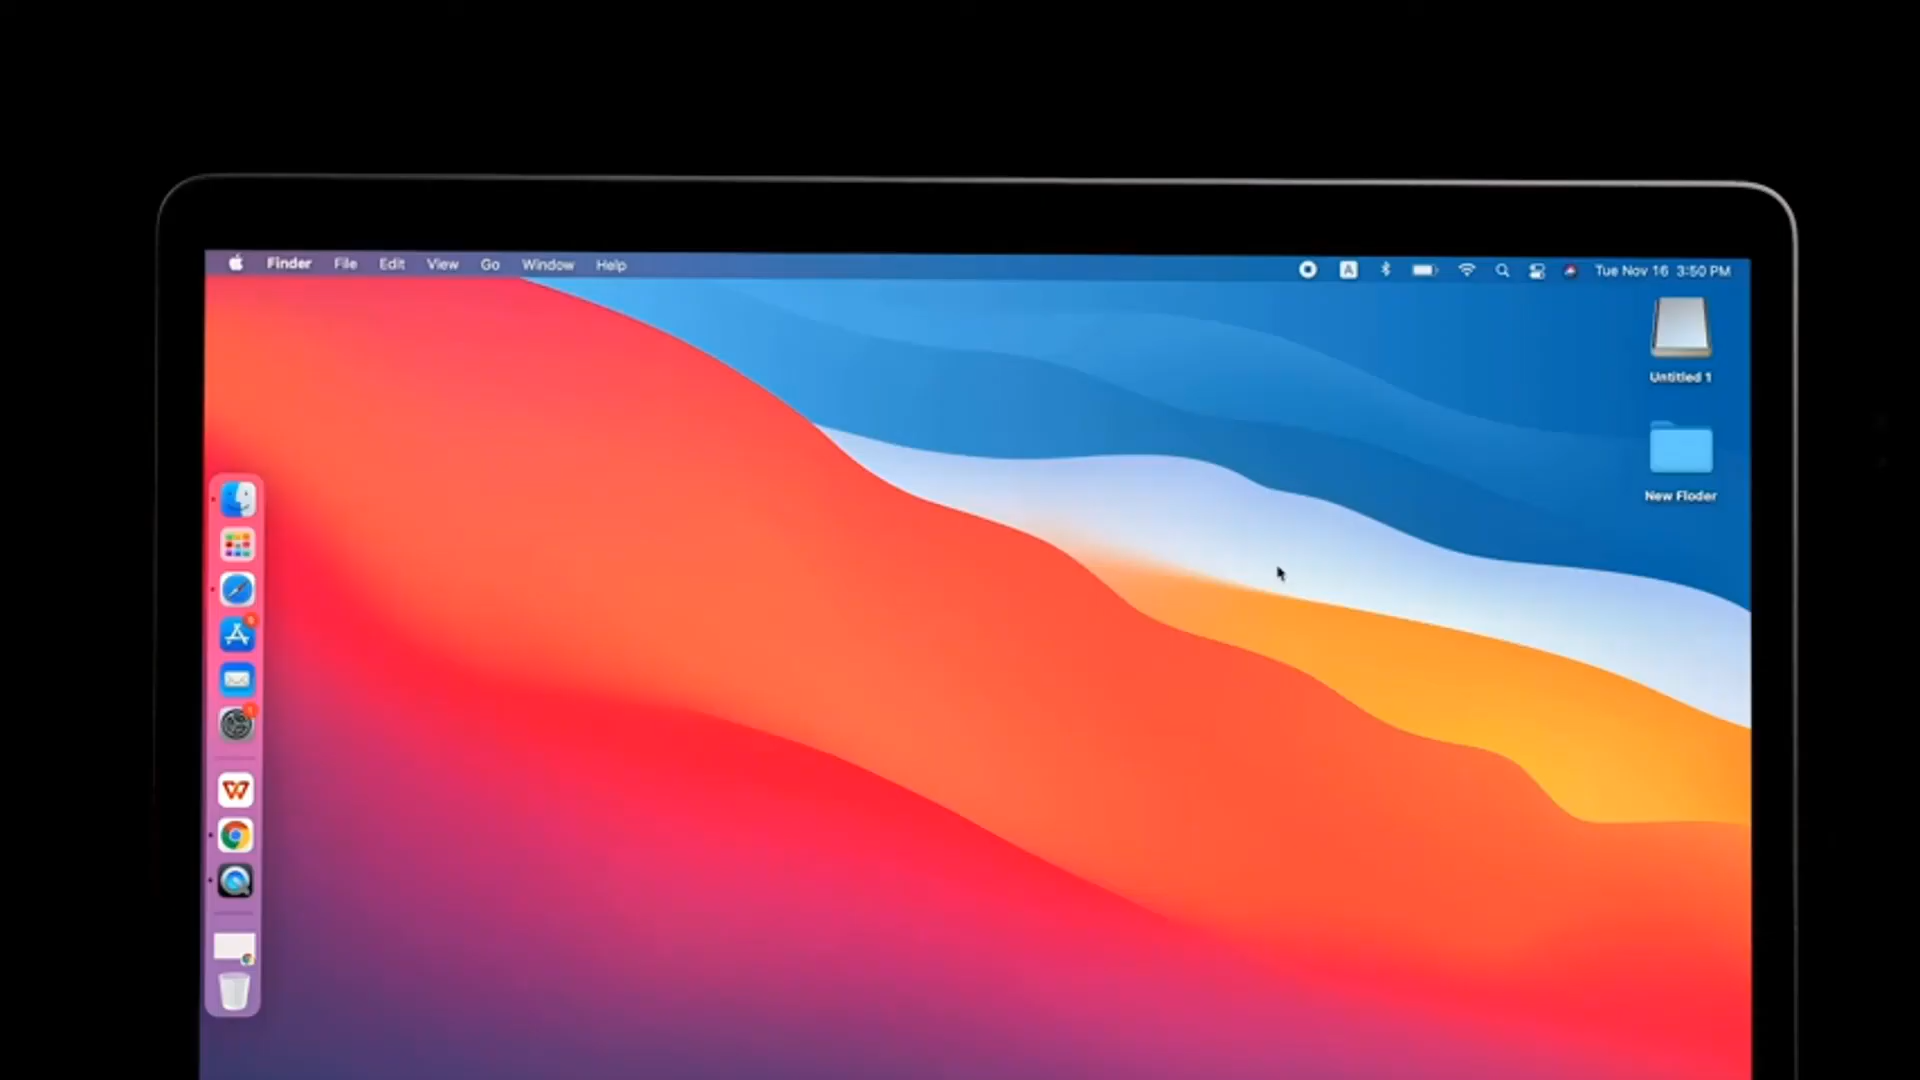 Finder File Edit View Go Window Help
A Tue Nov 16 3:50 PM
Untitled 1
New Floder